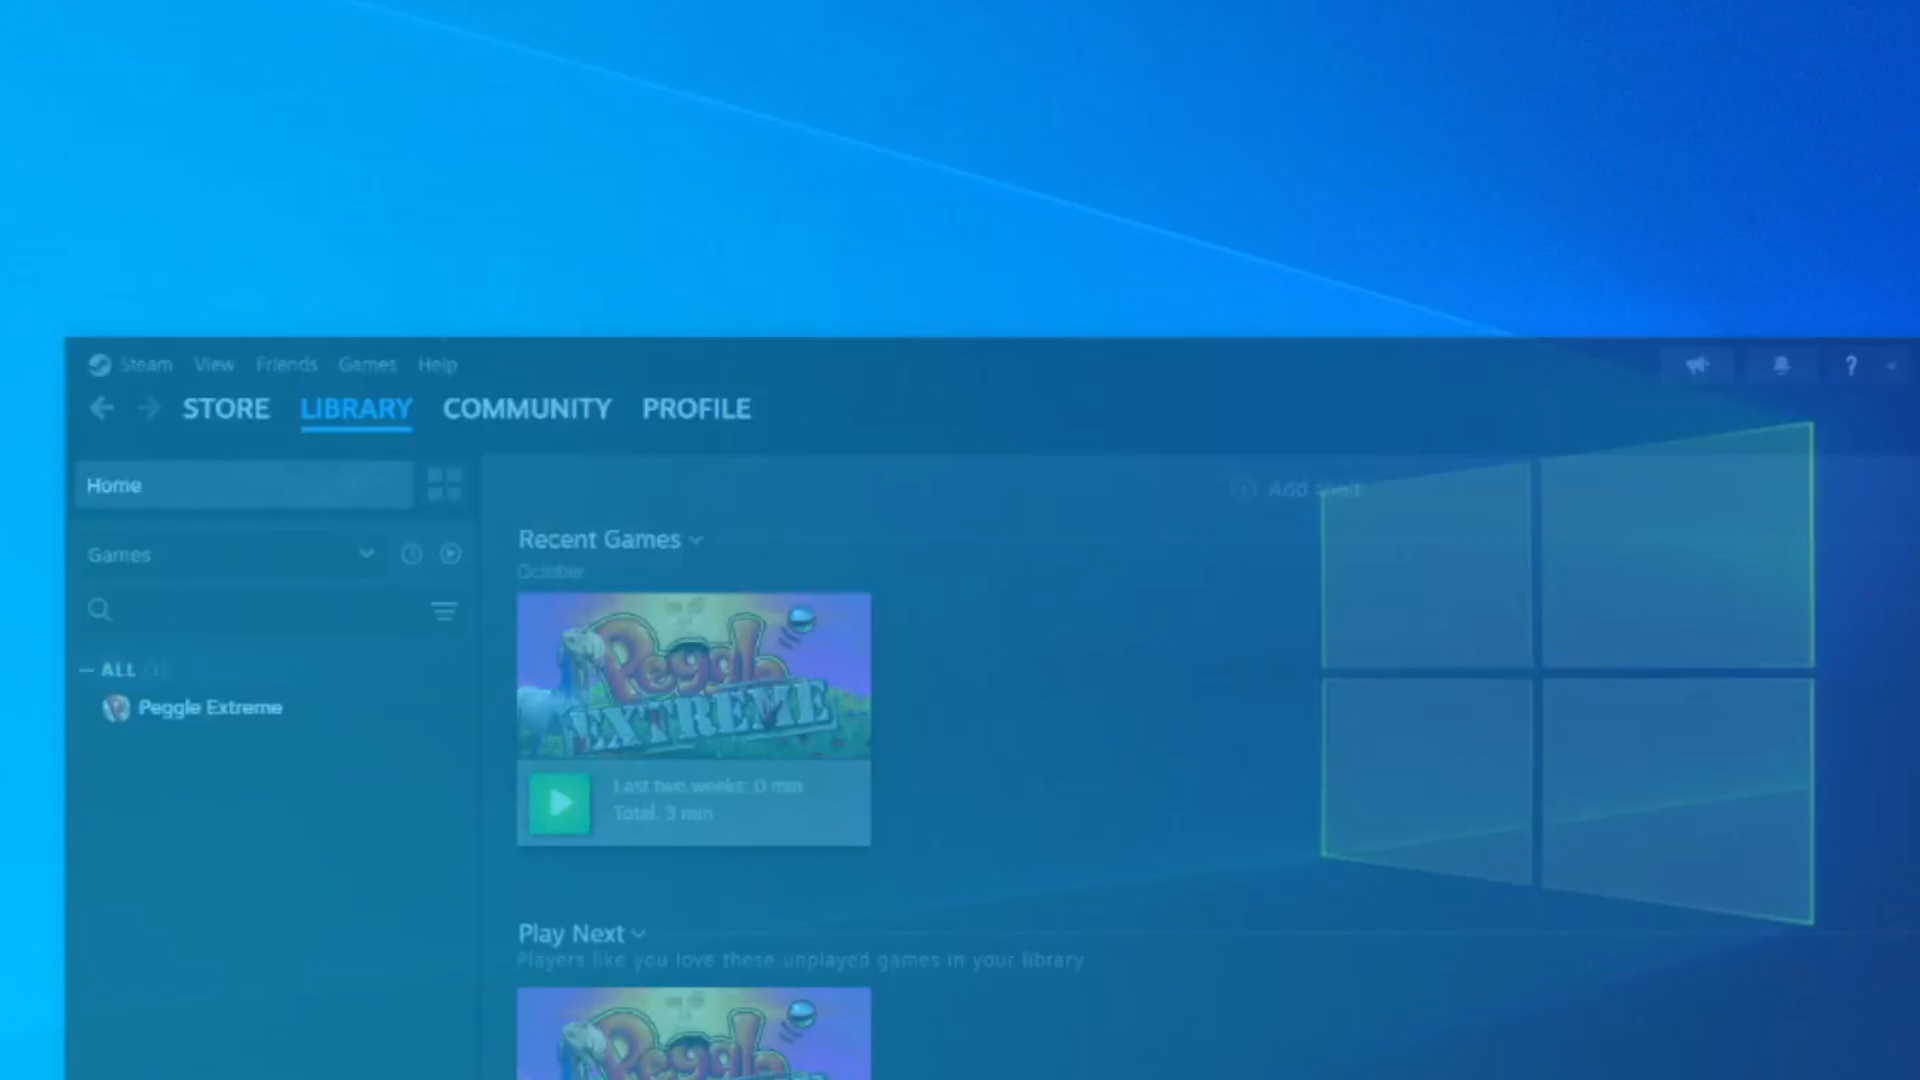 Steam View Friends Games Help
?
STORE LIBRARY COMMUNITY PROFILE
Home
Add shelf
Recent Games
October
Games
Peggle
EXTREME
ALL (1)
Peggle Extreme
Last two weeks: 0 min
Total: 3 min
Play Next
Players like you love these unplayed games in your library
Peggle